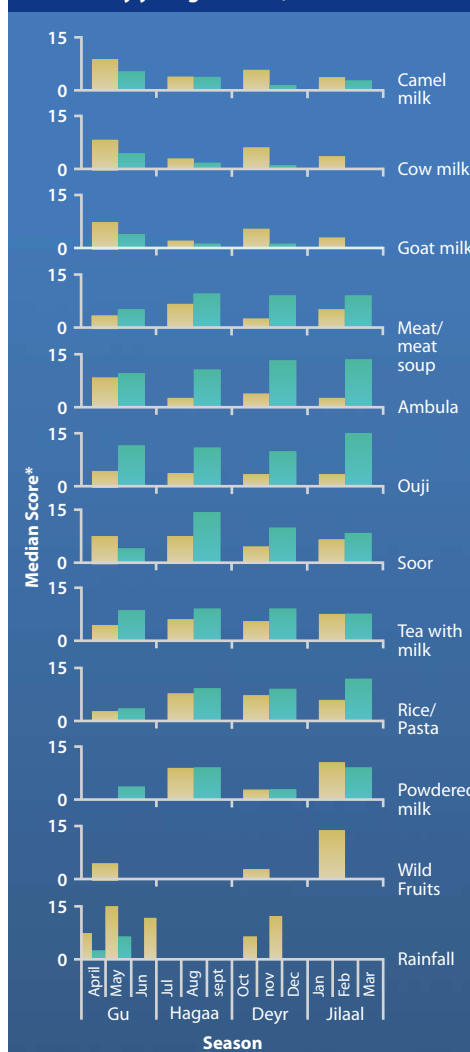 15
0
Camel
milk
15
0
Cow milk
15
0
Goat milk
15
0
Meat/
meat
soup
15
0
Ambula
15
0
Ouji
Median Score*
15
0
Soor
15
0
Tea with
milk
15
0
Rice/
Pasta
15
0
Powdered
milk
15
0
Wild
Fruits
15
0
Rainfall
April
May
Jun
Jul
Aug
sept
Oct
nov
Dec
Jan
Feb
Mar
Gu
Hagaa
Deyr
Jilaal
Season